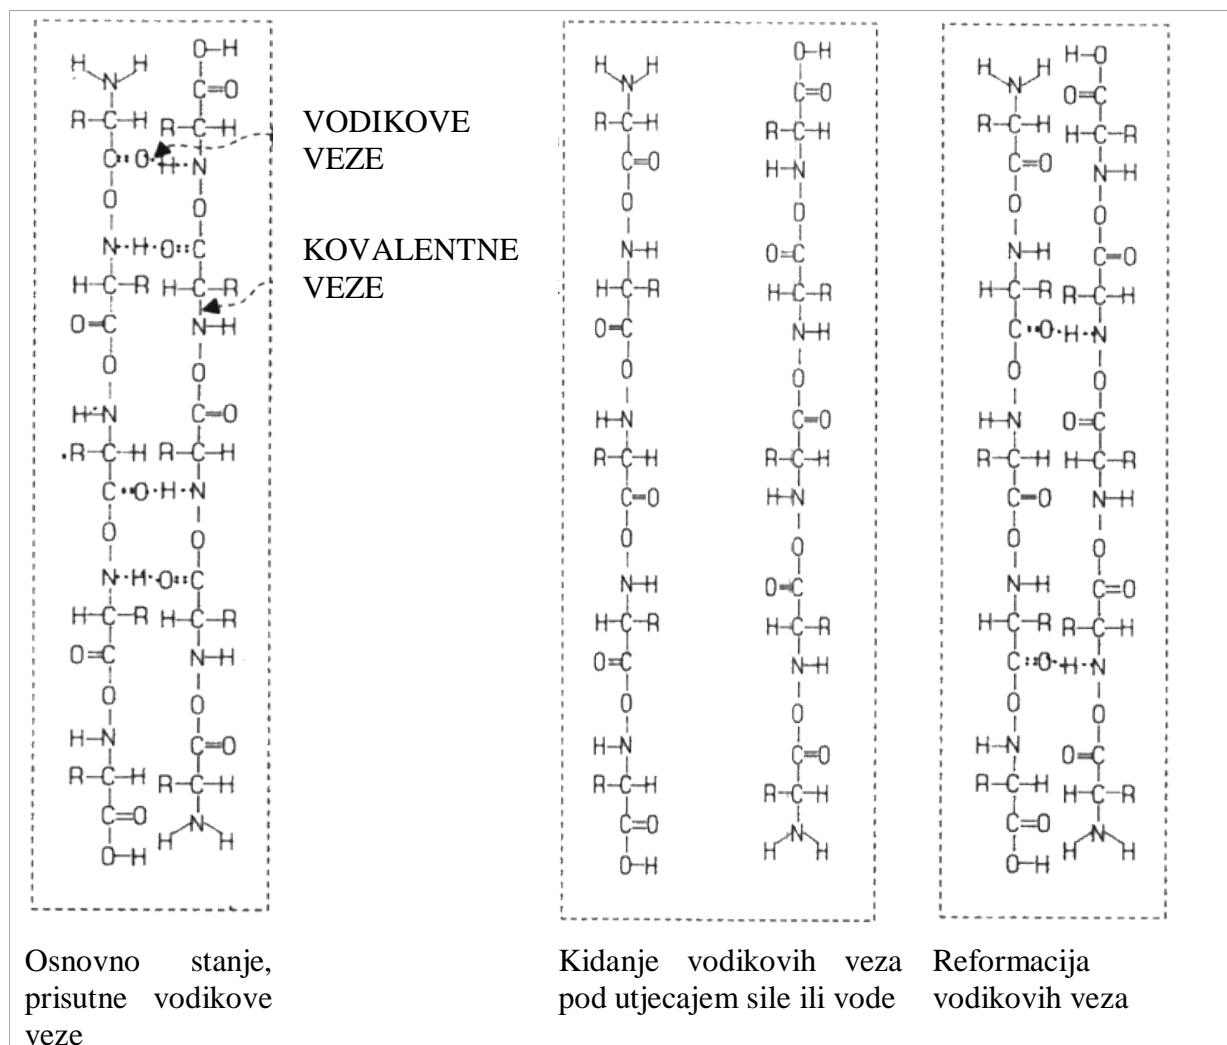 VODIKOVE
VEZE
KOVALENTNE
VEZE
Osnovno stanje,
prisutne vodikove
veze
Kidanje vodikovih veza
pod utjecajem sile ili vode
Reformacija
vodikovih veza